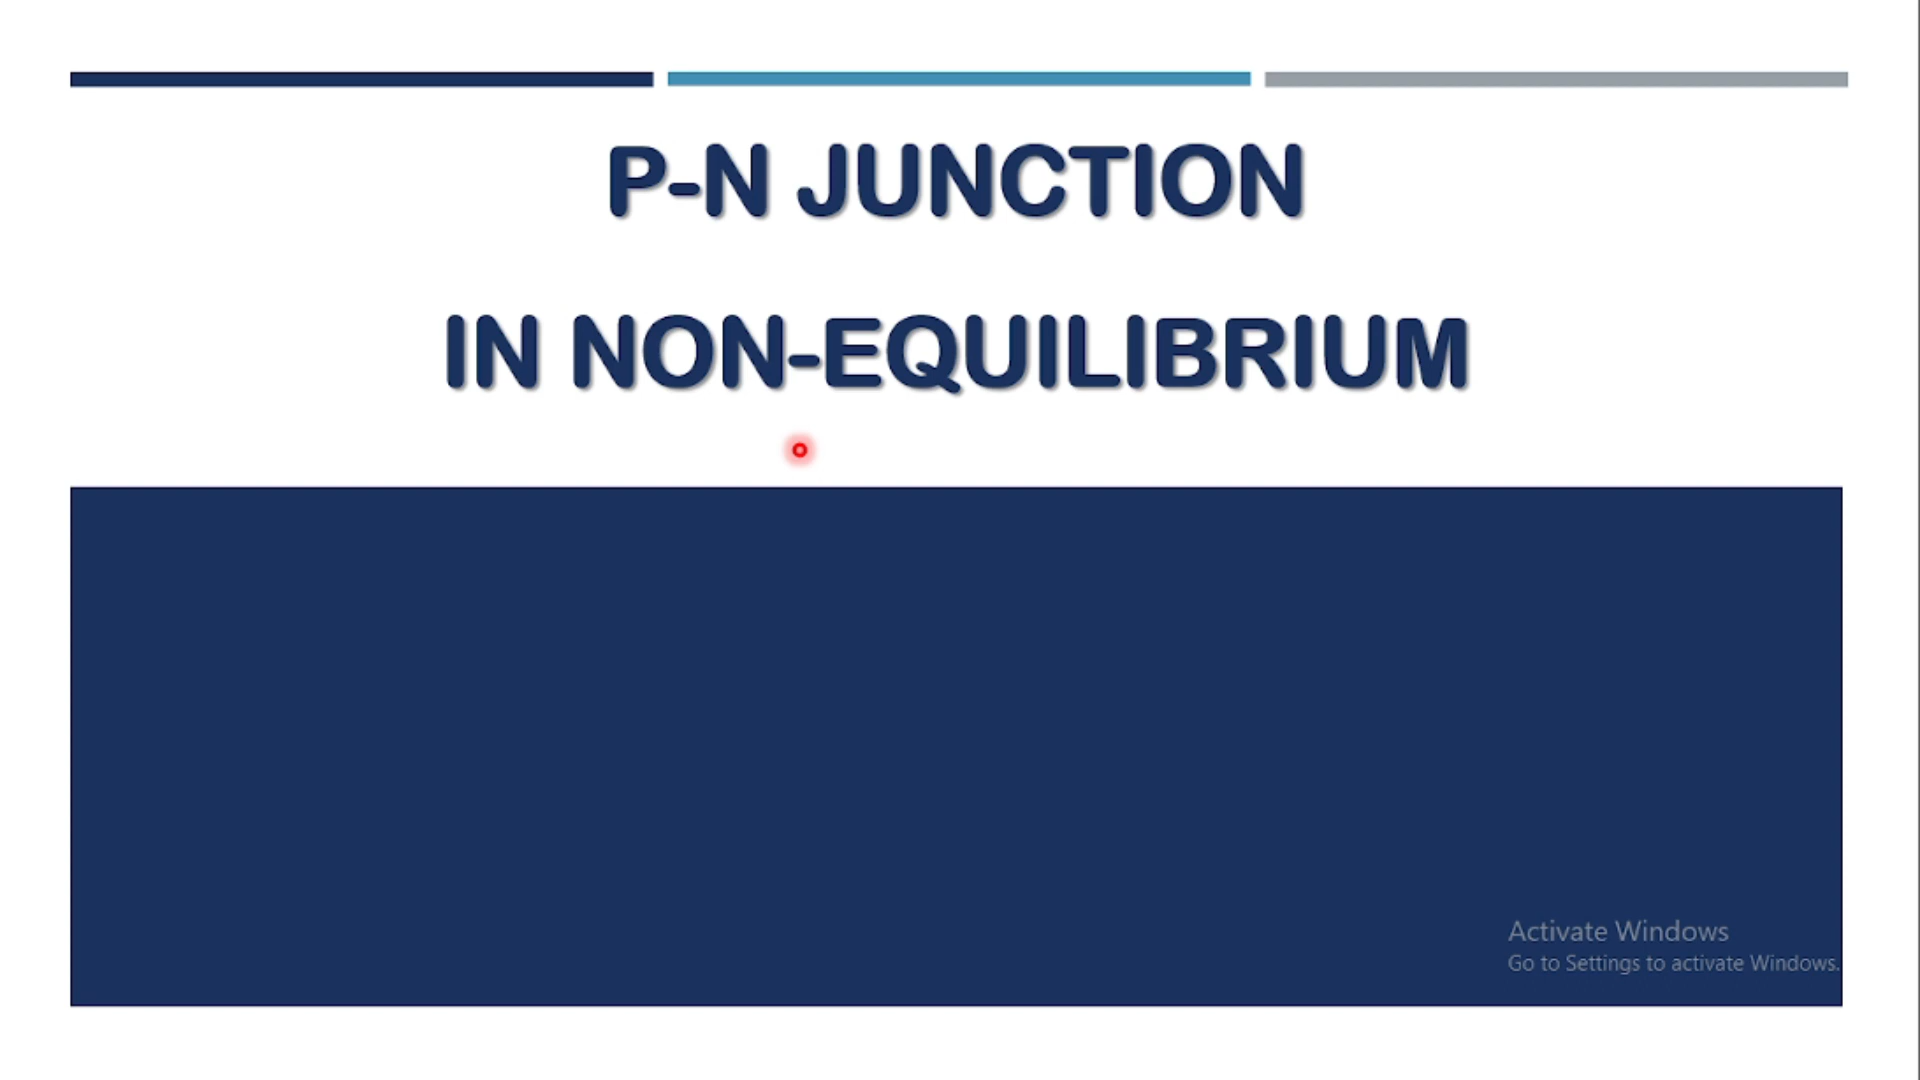 P-N JUNCTION
IN NON-EQUILIBRIUM
Activate Windows
Go to Settings to activate Windows.